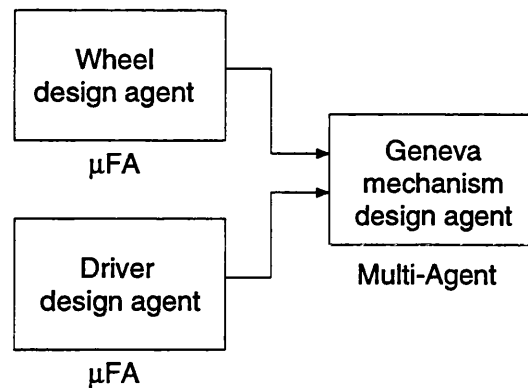 Wheel
design agent
μFA
Driver
design agent
μFA
Geneva
mechanism
design agent
Multi-Agent